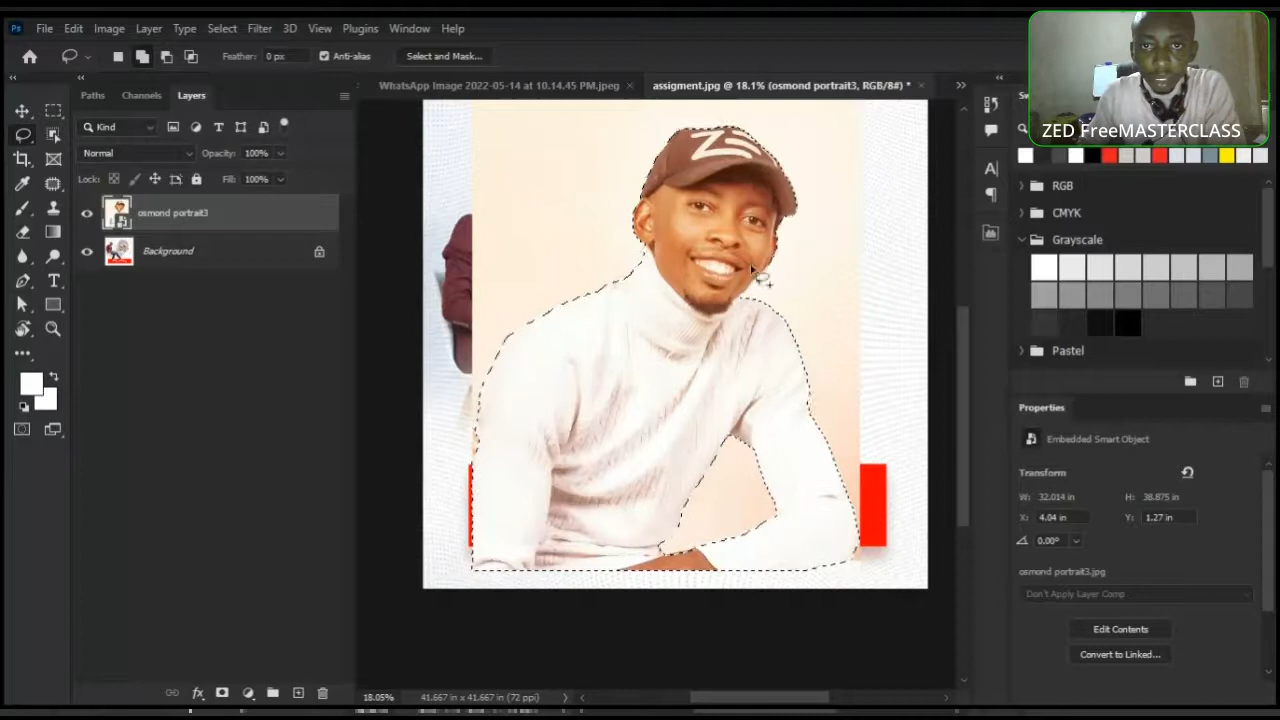 Ps File Edit Image Layer Type Select Filter 3D View Plugins Window Help
Feather: 0 px Anti-alias Select and Mask...
WhatsApp Image 2022-05-14 at 10.14.45 PM.jpeg × assigment.jpg @ 18.1% (osmond portrait3, RGB/8#) * ×
ZED FreeMASTERCLASS
Paths Channels Layers
Kind
Normal Opacity: 100%
Lock: Fill: 100%
osmond portrait3
Background
RGB
CMYK
Grayscale
Pastel
Properties
Embedded Smart Object
Transform
W: 32.014 in H: 38.875 in
X: 4.04 in Y: 1.27 in
0.00°
osmond portrait3.jpg
Don't Apply Layer Comp
Edit Contents
Convert to Linked...
18.05% 41.667 in x 41.667 in (72 ppi)